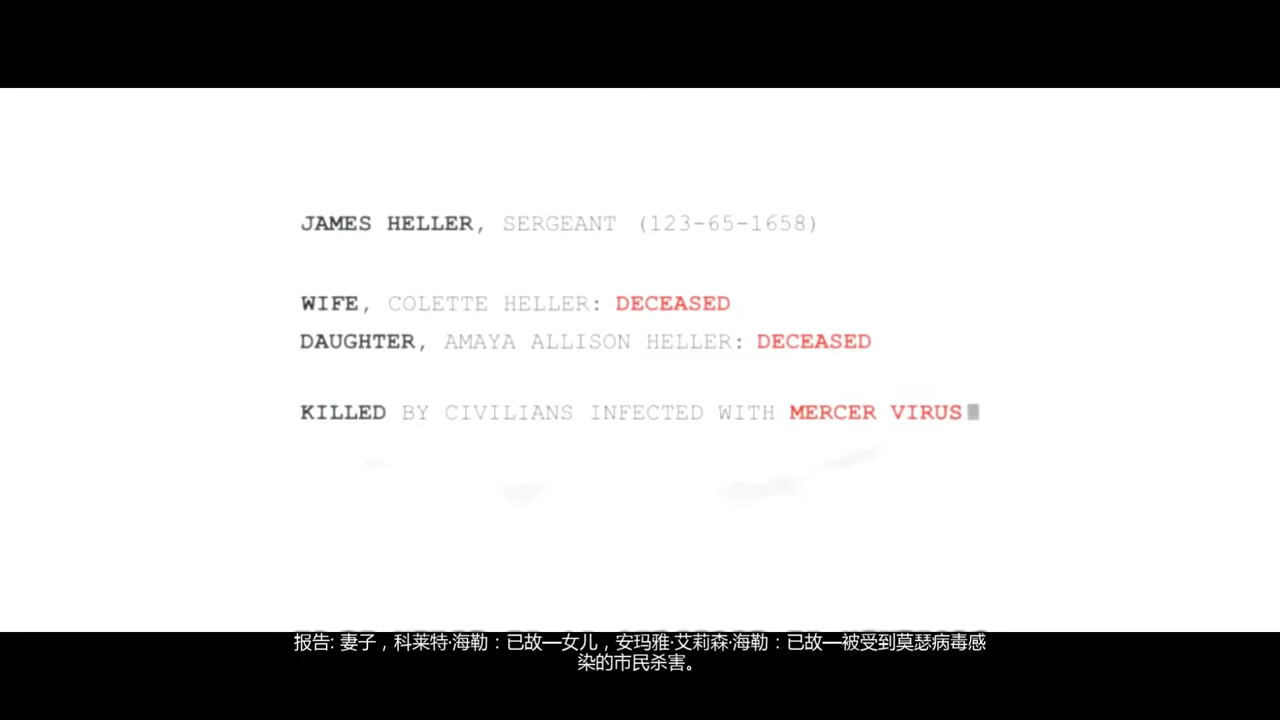 JAMES HELLER, SERGEANT (123-65-1658)
WIFE, COLETTE HELLER: DECEASED
DAUGHTER, AMAYA ALLISON HELLER: DECEASED
KILLED BY CIVILIANS INFECTED WITH MERCER VIRUS
报告: 妻子，科莱特·海勒：已故—女儿，安玛雅·艾莉森·海勒：已故—被受到莫瑟病毒感
染的市民杀害。